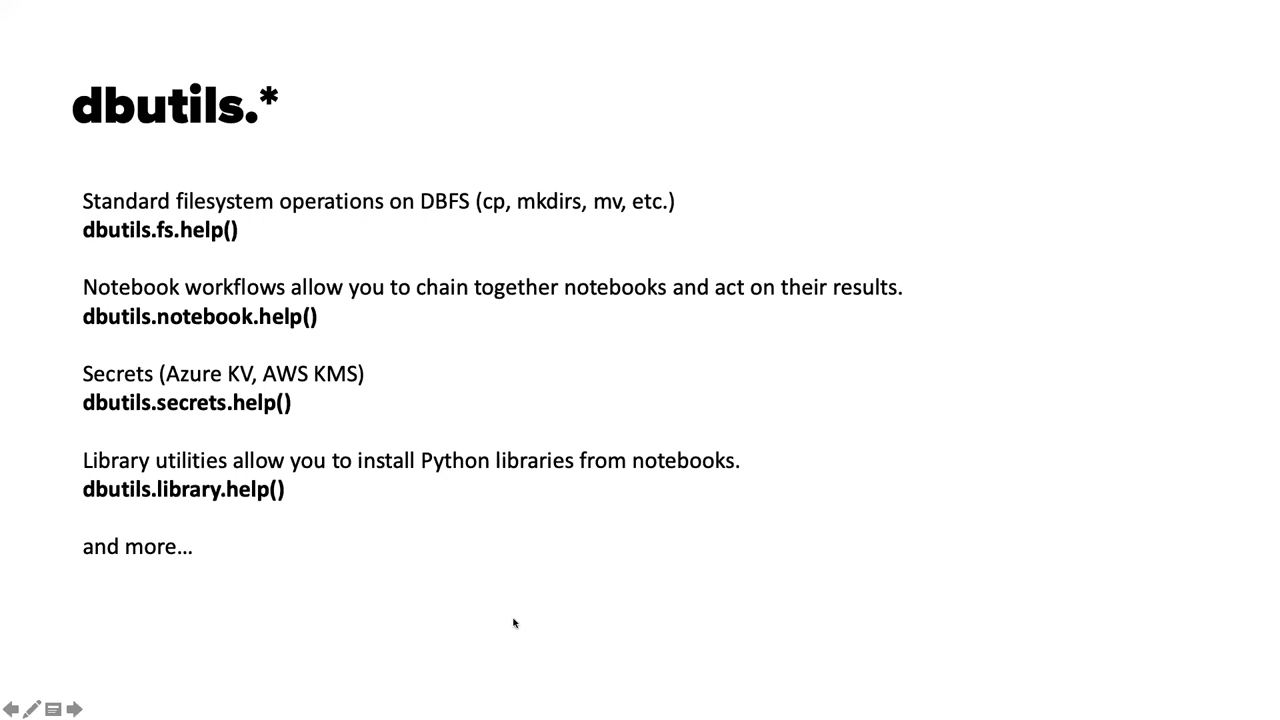 dbutils.*
Standard filesystem operations on DBFS (cp, mkdirs, mv, etc.)
dbutils.fs.help()
Notebook workflows allow you to chain together notebooks and act on their results.
dbutils.notebook.help()
Secrets (Azure KV, AWS KMS)
dbutils.secrets.help()
Library utilities allow you to install Python libraries from notebooks.
dbutils.library.help()
and more…